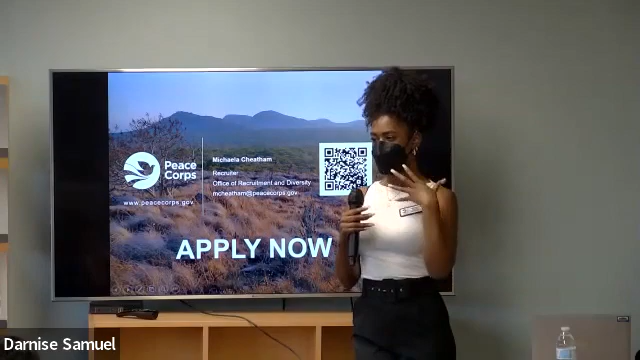 Peace
Corps
www.peacecorps.gov
Michaela Cheatham
Recruiter
Office of Recruitment and Diversity
mcheatham@peacecorps.gov
APPLY NOW
Darnise Samuel